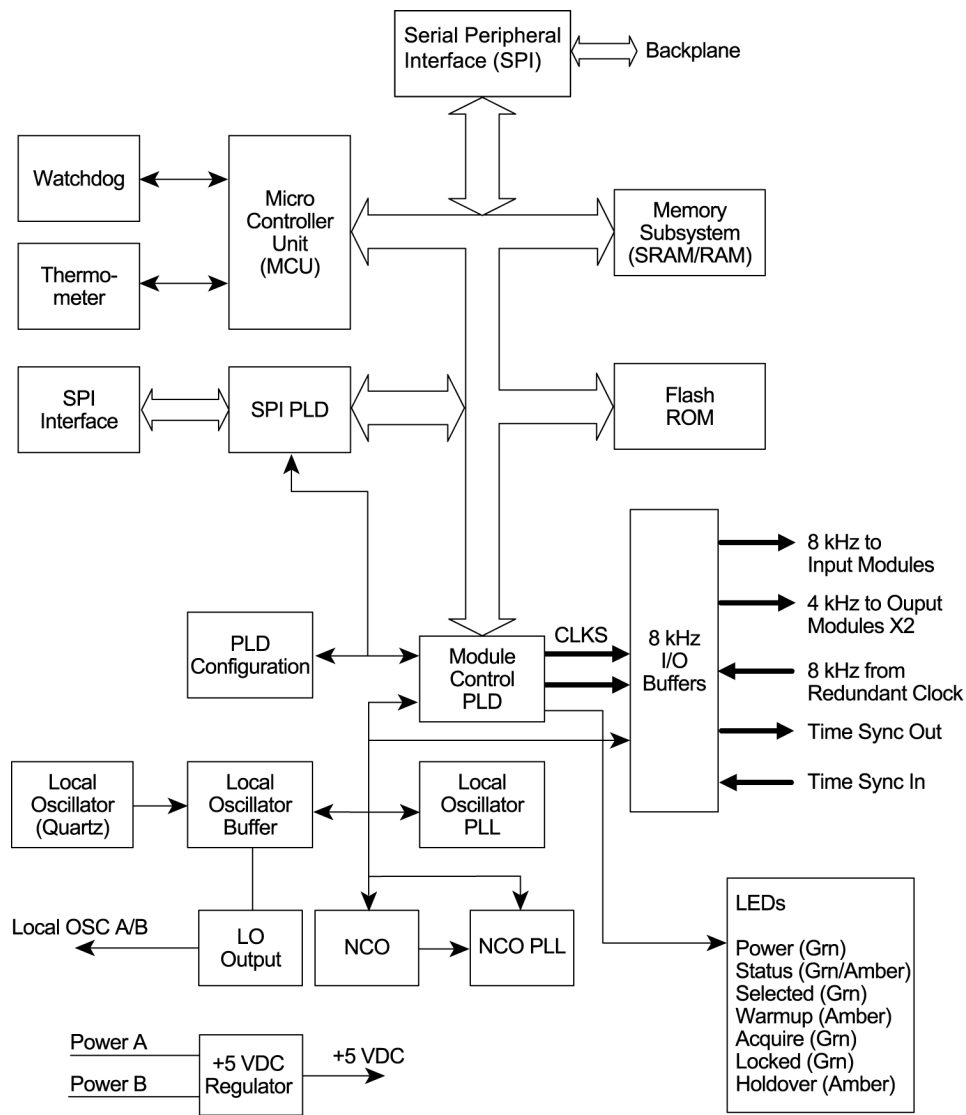 Serial Peripheral
Interface (SPI)
Backplane
Watchdog
Micro
Controller
Unit
(MCU)
Memory
Subsystem
(SRAM/RAM)
Thermo-
meter
SPI
Interface
SPI PLD
Flash
ROM
8 kHz to
Input Modules
4 kHz to Ouput
Modules X2
8 kHz from
Redundant Clock
Time Sync Out
Time Sync In
CLKS
8 kHz
I/O
Buffers
PLD
Configuration
Module
Control
PLD
Local
Oscillator
(Quartz)
Local
Oscillator
Buffer
Local
Oscillator
PLL
Local OSC A/B
LO
Output
NCO
NCO PLL
LEDs
Power (Grn)
Status (Grn/Amber)
Selected (Grn)
Warmup (Amber)
Acquire (Grn)
Locked (Grn)
Holdover (Amber)
Power A
Power B
+5 VDC
Regulator
+5 VDC